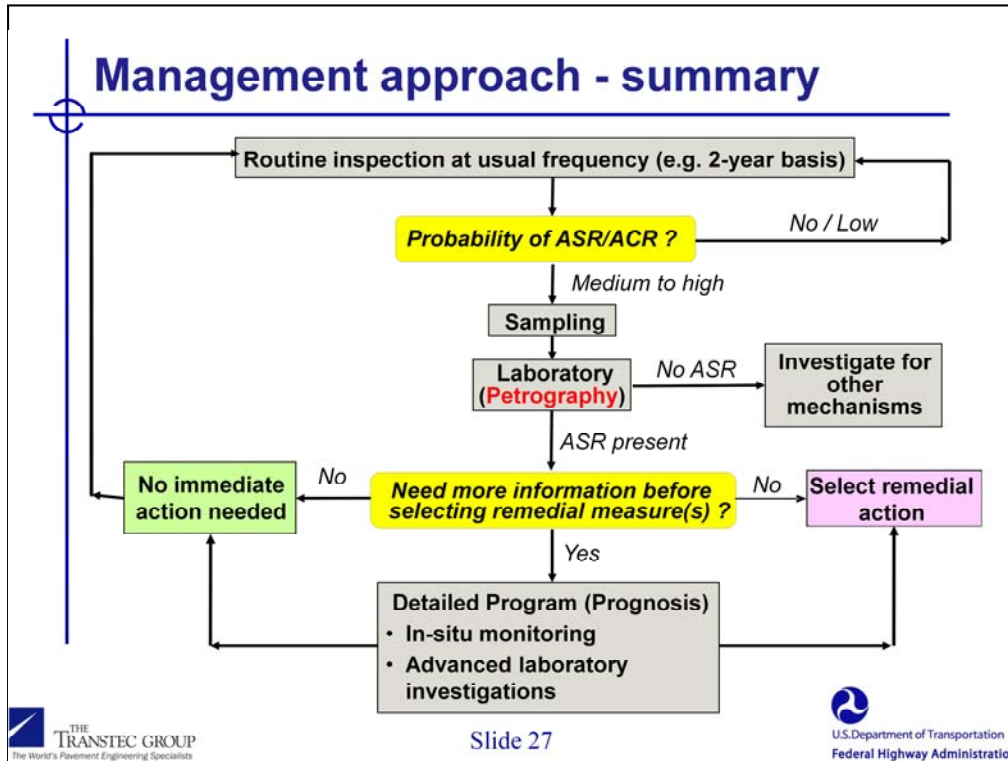 Management approach - summary
Routine inspection at usual frequency (e.g. 2-year basis)
Probability of ASR/ACR ?
No / Low
Medium to high
Sampling
Laboratory
(Petrography)
No ASR
Investigate for
other
mechanisms
ASR present
No immediate
action needed
No
Need more information before
selecting remedial measure(s) ?
No
Select remedial
action
Yes
Detailed Program (Prognosis)
• In-situ monitoring
• Advanced laboratory
investigations
THE
TRANSTEC GROUP
The World's Pavement Engineering Specialists
Slide 27
U.S.Department of Transportation
Federal Highway Administratio